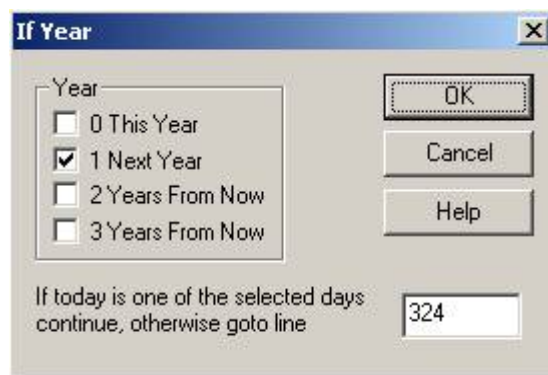 If Year
Year
0 This Year
1 Next Year
2 Years From Now
3 Years From Now
OK
Cancel
Help
If today is one of the selected days
continue, otherwise goto line
324